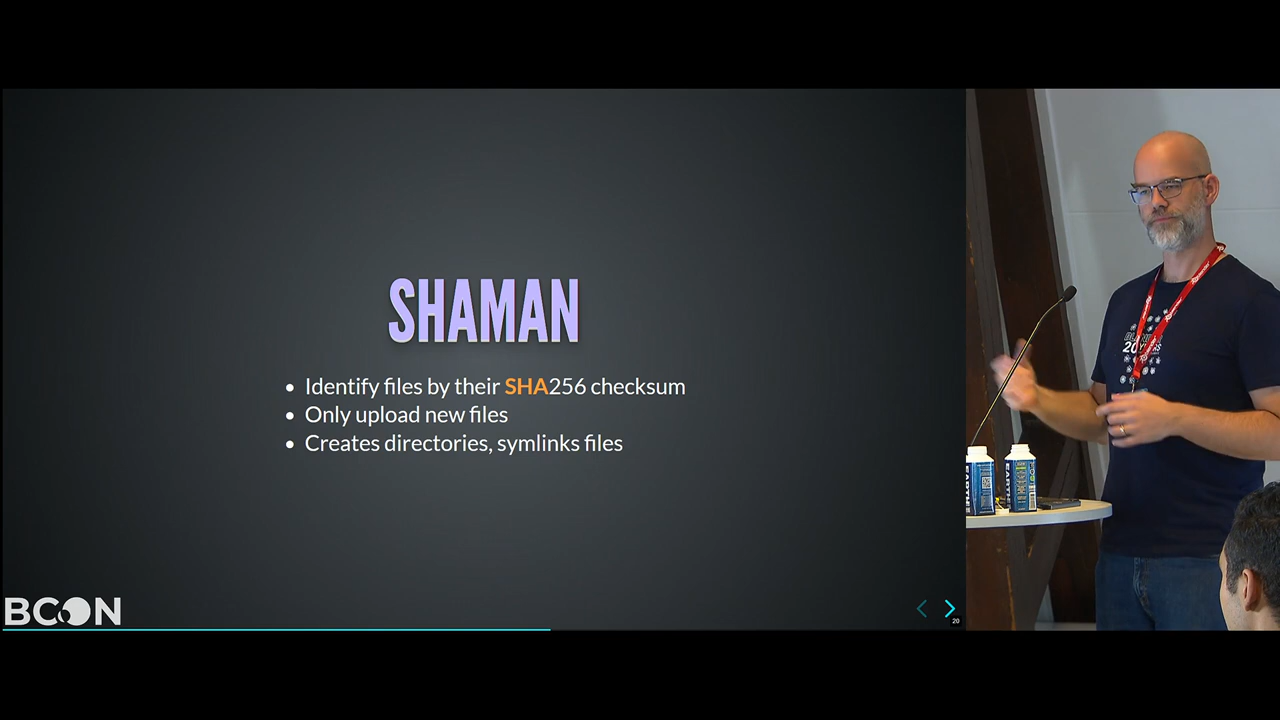 SHAMAN
Identify files by their SHA256 checksum
Only upload new files
Creates directories, symlinks files
BCON
20